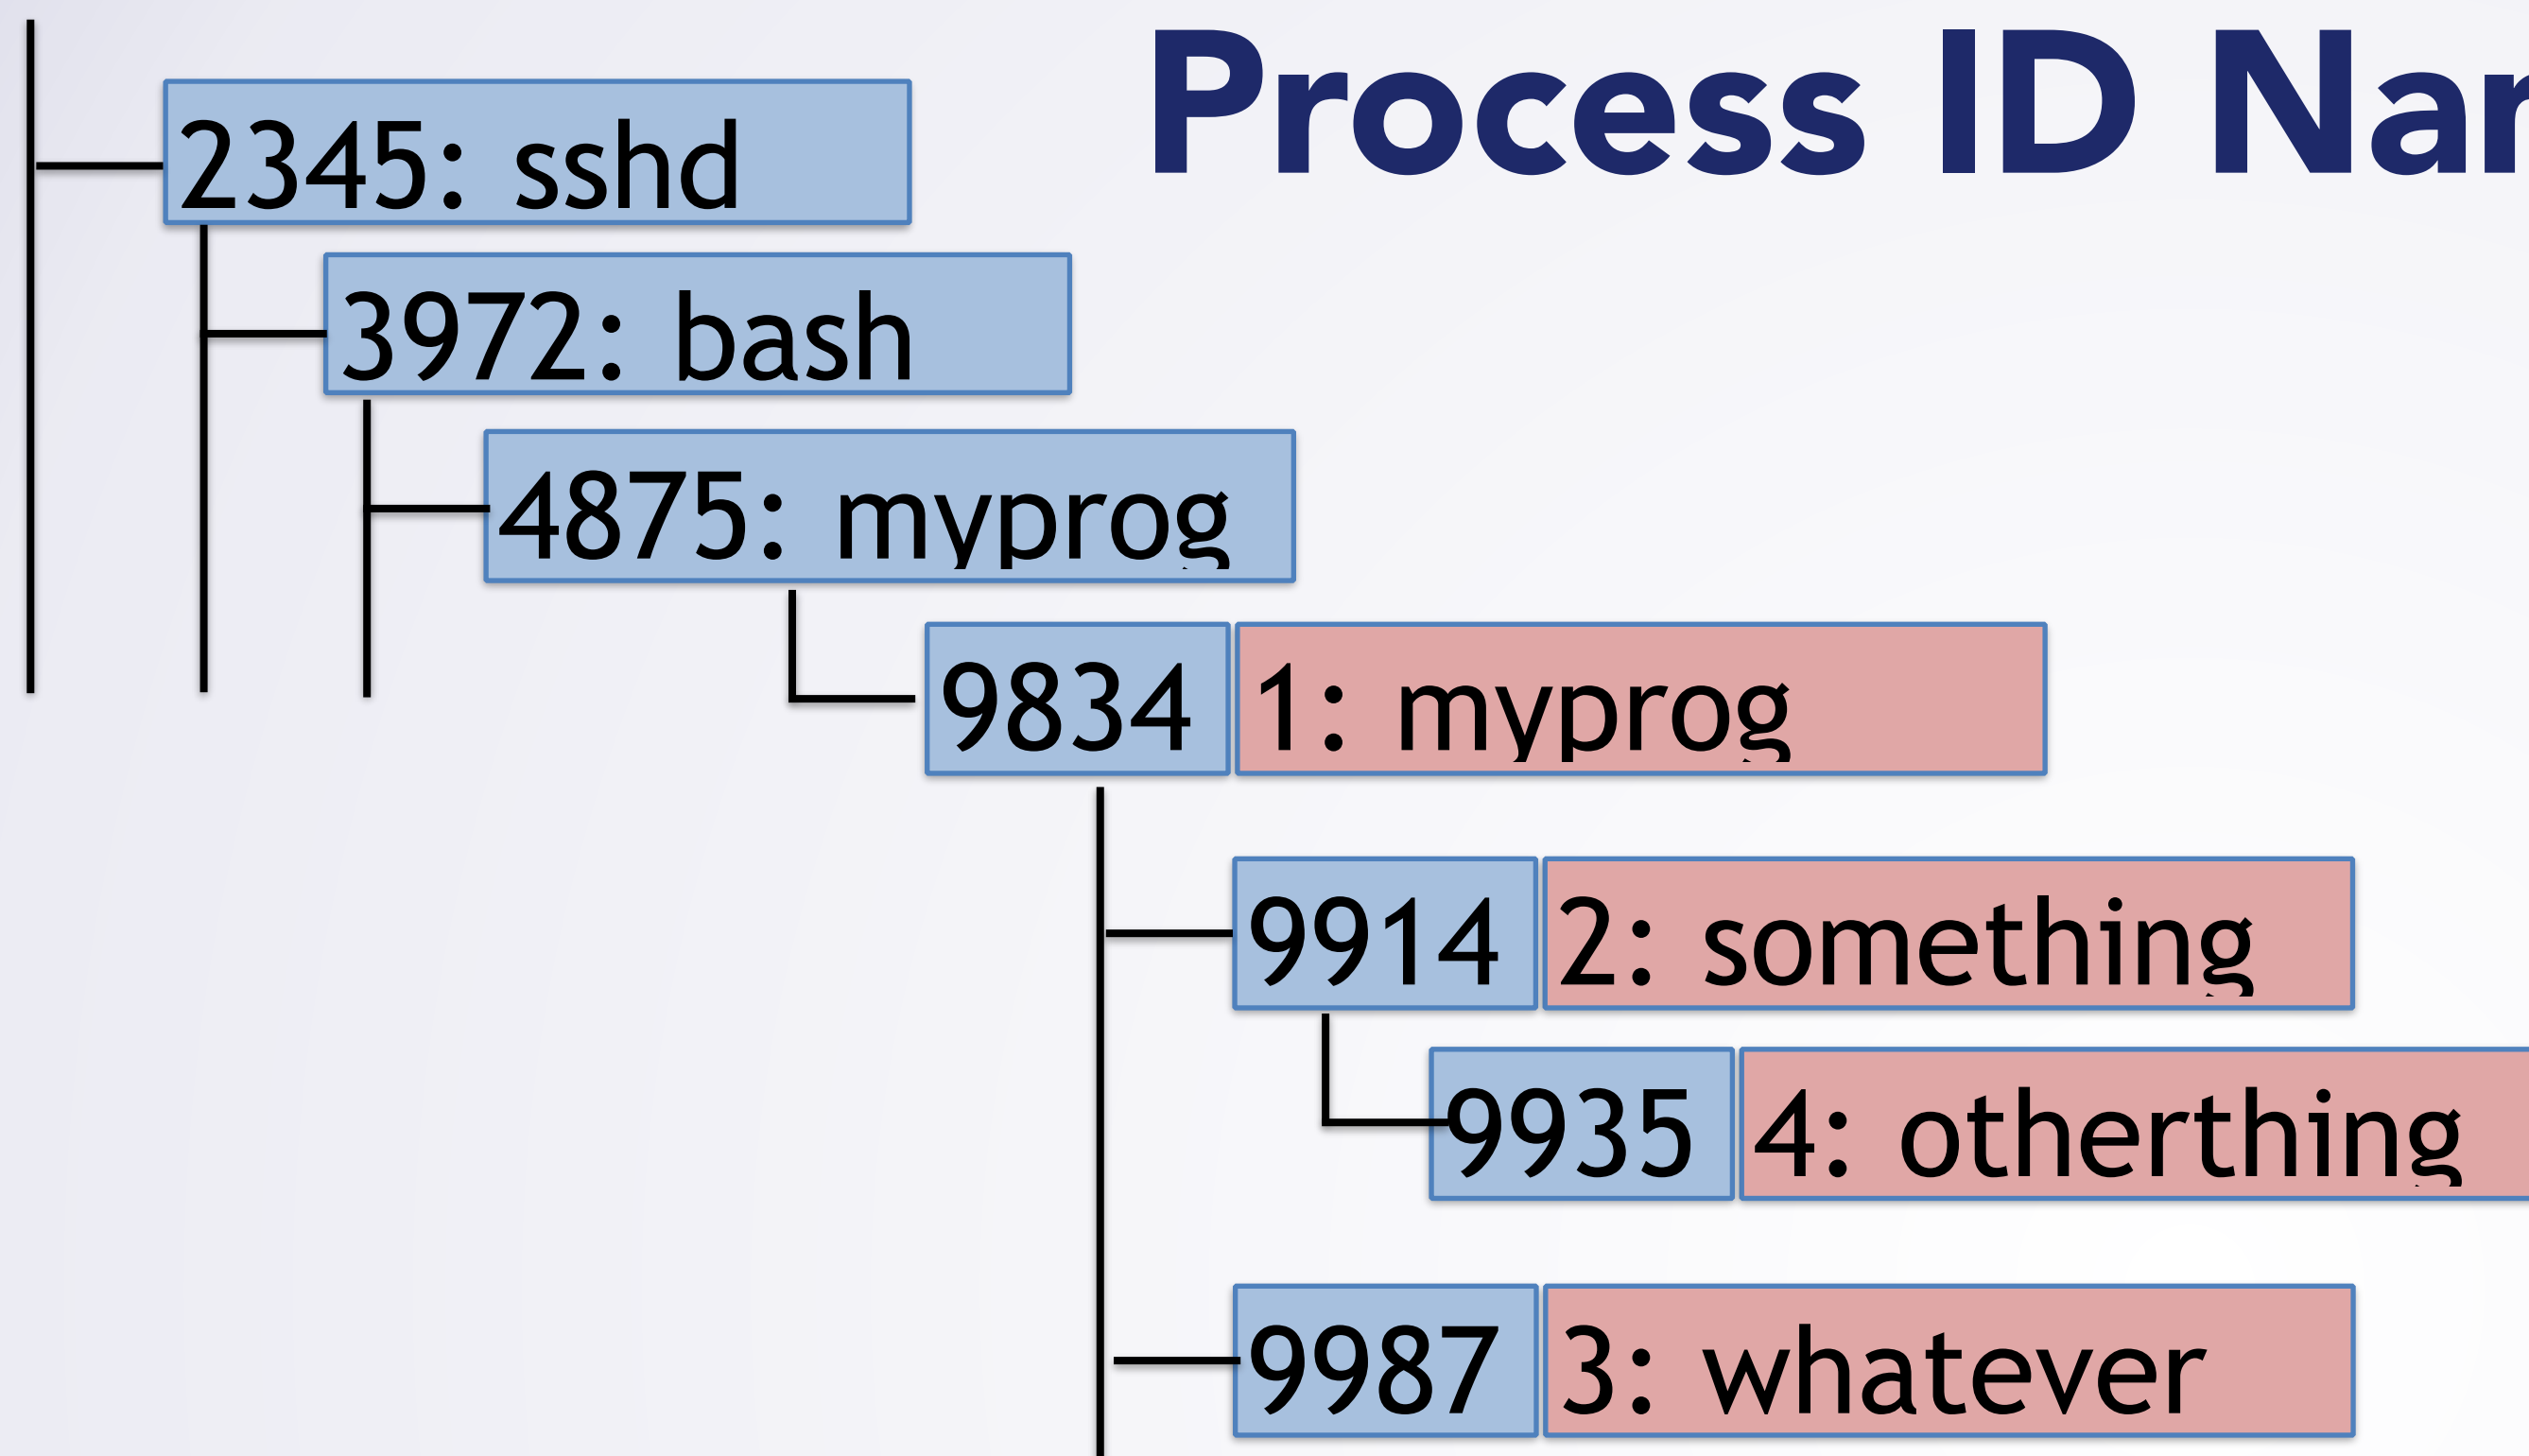 Process ID Nar
2345: sshd
3972: bash
4875: myprog
9834 1: myprog
9914 2: something
9935 4: otherthing
9987 3: whatever